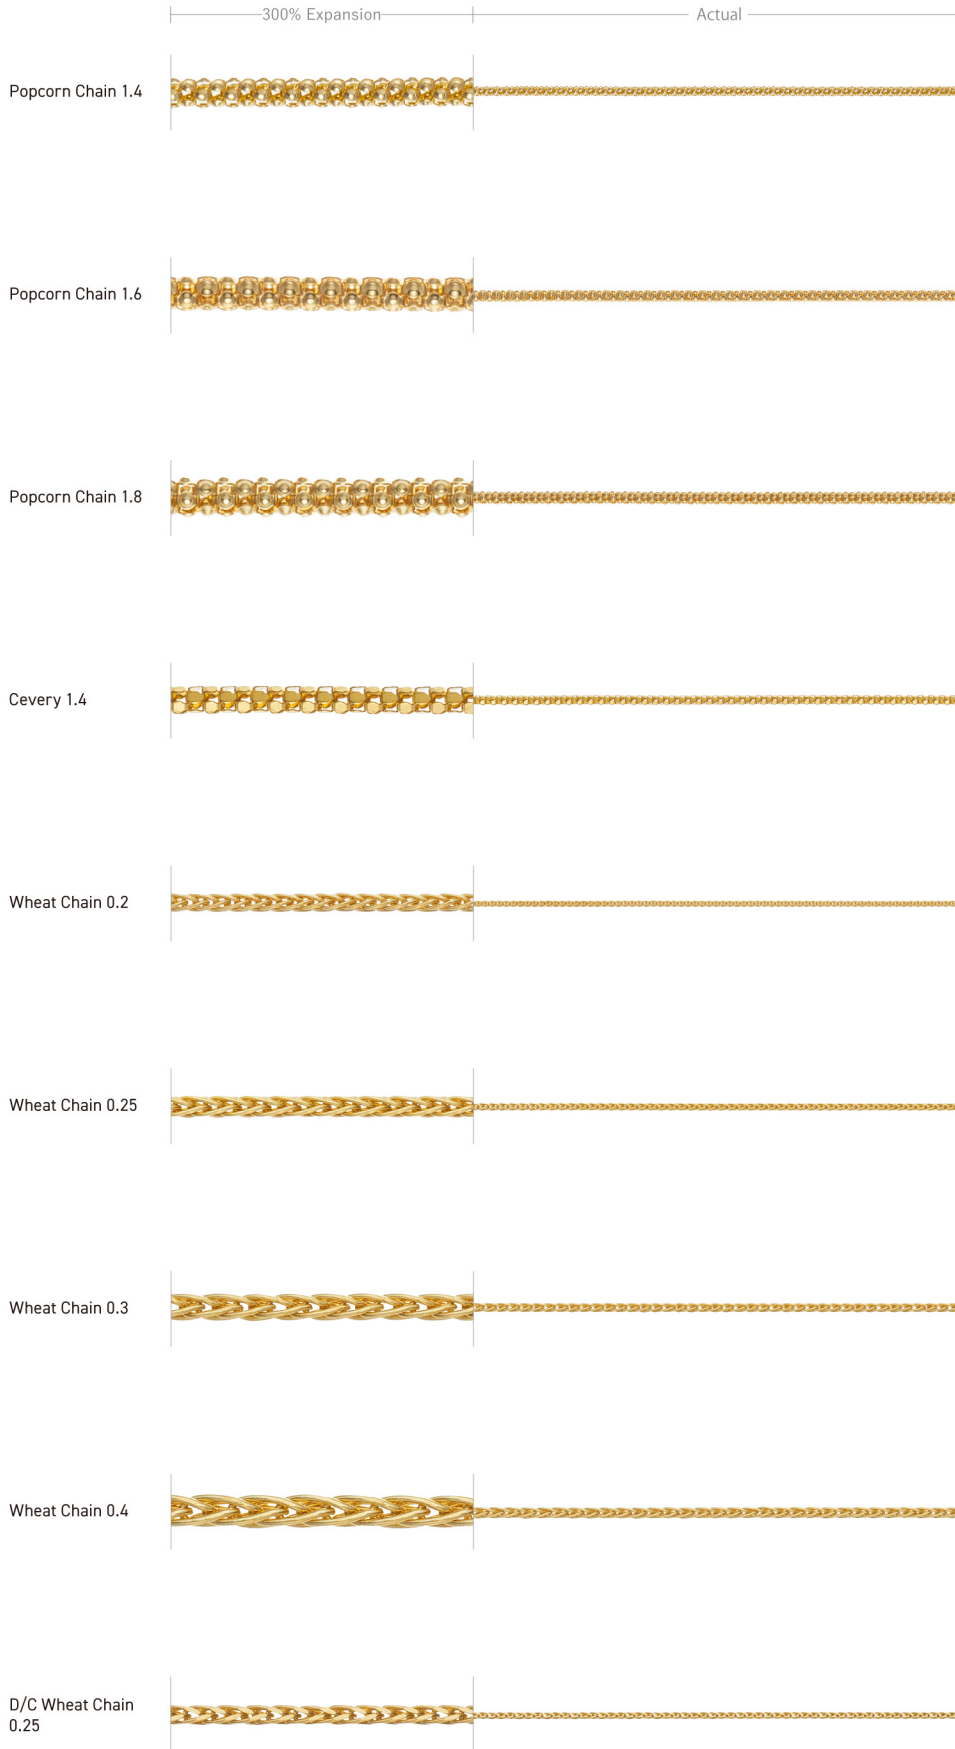 300% Expansion
Actual
Popcorn Chain 1.4
Popcorn Chain 1.6
Popcorn Chain 1.8
Cevery 1.4
Wheat Chain 0.2
Wheat Chain 0.25
Wheat Chain 0.3
Wheat Chain 0.4
D/C Wheat Chain
0.25